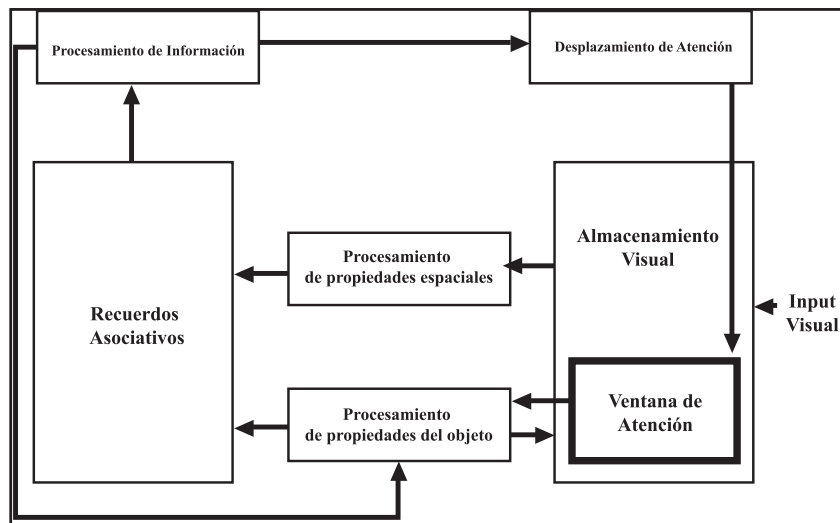 Procesamiento de Información
Desplazamiento de Atención
Almacenamiento
Visual
Procesamiento
de propiedades espaciales
Recuerdos
Asociativos
Input
Visual
Procesamiento
de propiedades del objeto
Ventana de
Atención